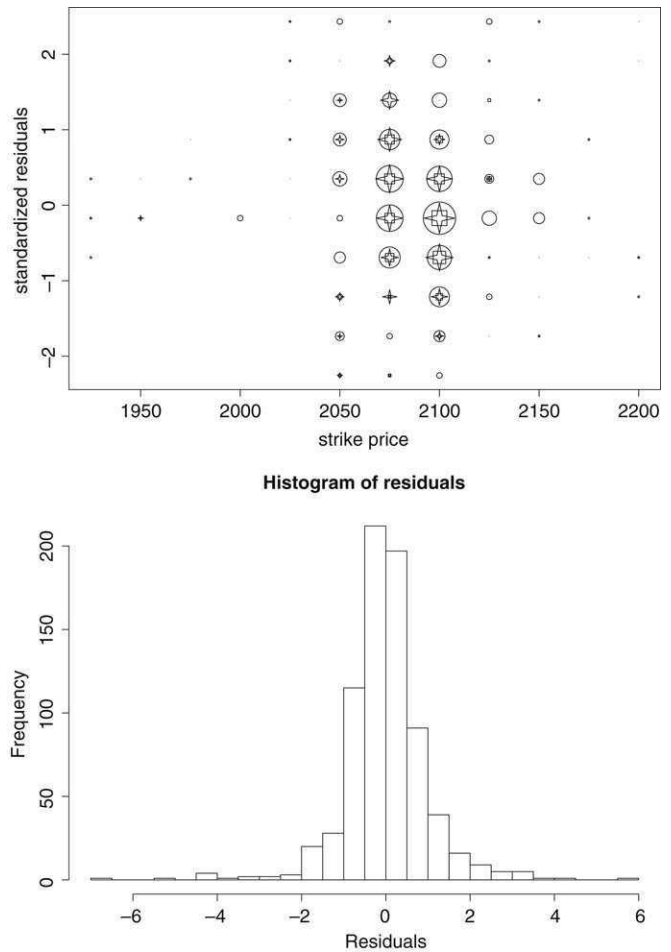 2
1
0
−1
−2
standardized residuals
1950 2000 2050 2100 2150 2200
strike price
Histogram of residuals
200
150
100
50
0
Frequency
−6 −4 −2 0 2 4 6
Residuals